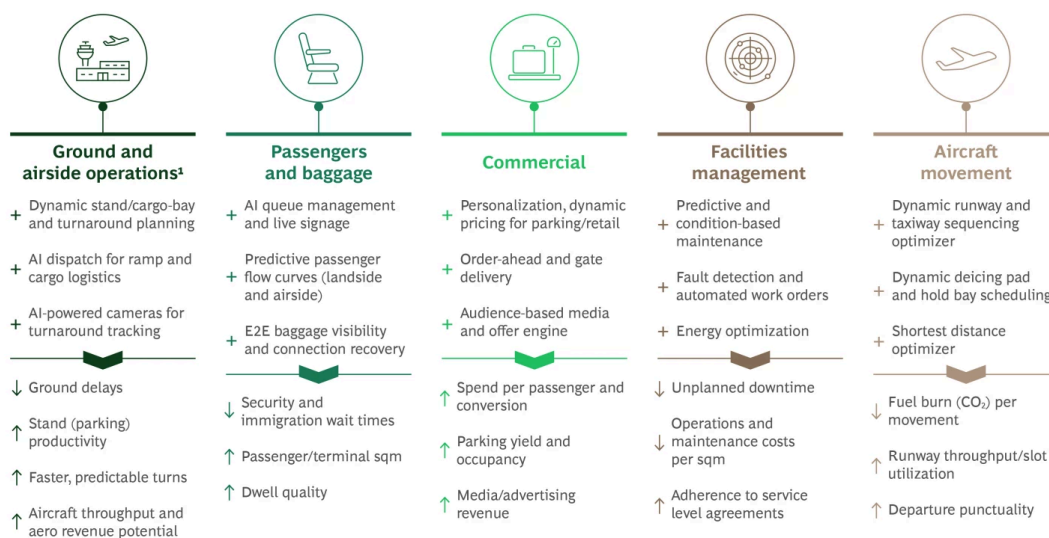 Ground and
airside operations¹
Dynamic stand/cargo-bay
+ and turnaround planning
AI dispatch for ramp and
+ cargo logistics
AI-powered cameras for
+ turnaround tracking
↓ Ground delays
Stand (parking)
↑ productivity
↑ Faster, predictable turns
Aircraft throughput and
↑ aero revenue potential
Passengers
and baggage
AI queue management
+ and live signage
Predictive passenger
+ flow curves (landside
and airside)
E2E baggage visibility
+ and connection recovery
Security and
↓ immigration wait times
↑ Passenger/terminal sqm
↑ Dwell quality
Commercial
Personalization, dynamic
+ pricing for parking/retail
Order-ahead and gate
+ delivery
Audience-based media
+ and offer engine
Spend per passenger and
↑ conversion
Parking yield and
↑ occupancy
Media/advertising
↑ revenue
Facilities
management
Predictive and
+ condition-based
maintenance
Fault detection and
+ automated work orders
+ Energy optimization
↓ Unplanned downtime
Operations and
↓ maintenance costs
per sqm
Adherence to service
↑ level agreements
Aircraft
movement
Dynamic runway and
+ taxiway sequencing
optimizer
Dynamic deicing pad
+ and hold bay scheduling
Shortest distance
+ optimizer
Fuel burn (CO₂) per
↓ movement
Runway throughput/slot
↑ utilization
↑ Departure punctuality